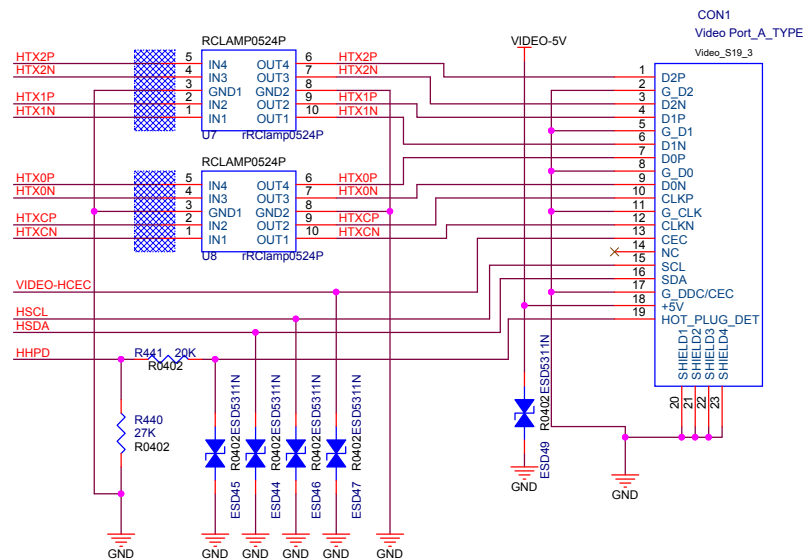 CON1
Video Port_A_TYPE
Video_S19_3
RCLAMP0524P
VIDEO-5V
HTX2P 5 IN4 OUT4 6 HTX2P
HTX2N 4 IN3 OUT3 7 HTX2N
3 GND1 GND2 8
HTX1P 2 IN2 OUT2 9 HTX1P
HTX1N 1 IN1 OUT1 10 HTX1N
U7 rRClamp0524P
RCLAMP0524P
HTX0P 5 IN4 OUT4 6 HTX0P
HTX0N 4 IN3 OUT3 7 HTX0N
3 GND1 GND2 8
HTXCP 2 IN2 OUT2 9 HTXCP
HTXCN 1 IN1 OUT1 10 HTXCN
U8 rRClamp0524P
1 D2P
2 G_D2
3 D2N
4 D1P
5 G_D1
6 D1N
7 D0P
8 G_D0
9 D0N
10 CLKP
11 G_CLK
12 CLKN
13 CEC
14 NC
15 SCL
16 SDA
17 G_DDC/CEC
18 +5V
19 HOT_PLUG_DET
SHIELD1
SHIELD2
SHIELD3
SHIELD4
20
21
22
23
VIDEO-HCEC
HSCL
HSDA
HHPD
R441 20K
R0402
R440
27K
R0402
ESD45 R0402 ESD5311N
ESD44 R0402 ESD5311N
ESD46 R0402 ESD5311N
ESD47 R0402 ESD5311N
ESD49 R0402 ESD5311N
GND
GND
GND
GND
GND
GND
GND
GND